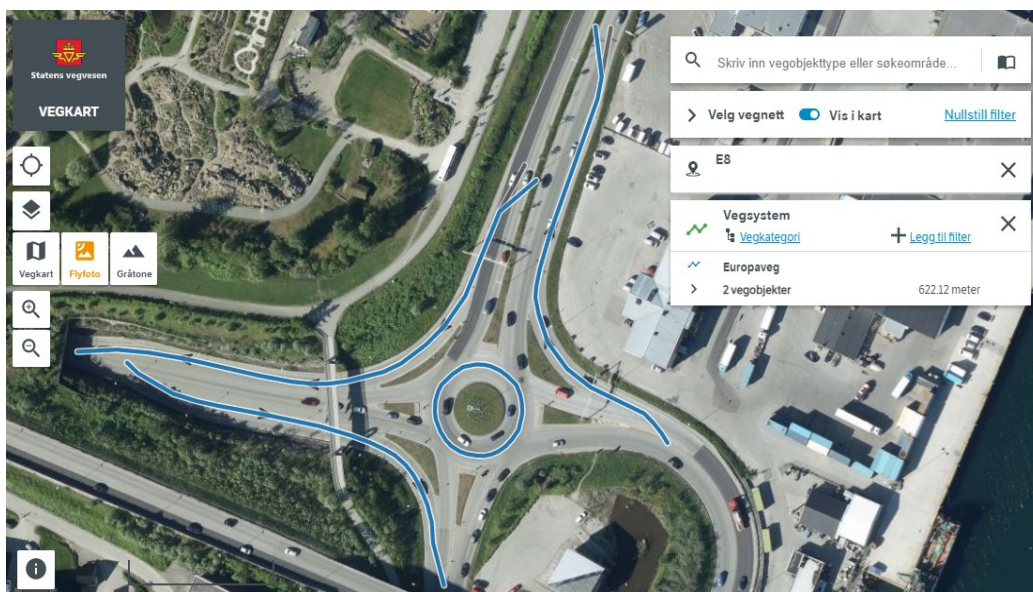 Statens vegvesen
VEGKART
Skriv inn vegobjekttype eller søkeområde...
Velg vegnett Vis i kart Nullstill filter
E8
Vegsystem
Vegkategori Legg til filter
Europaveg
2 vegobjekter 622.12 meter
Vegkart Flyfoto Gråtone